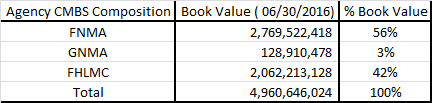 Agency CMBS Composition Book Value ( 06/30/2016) % Book Value
FNMA 2,769,522,418 56%
GNMA 128,910,478 3%
FHLMC 2,062,213,128 42%
Total 4,960,646,024 100%